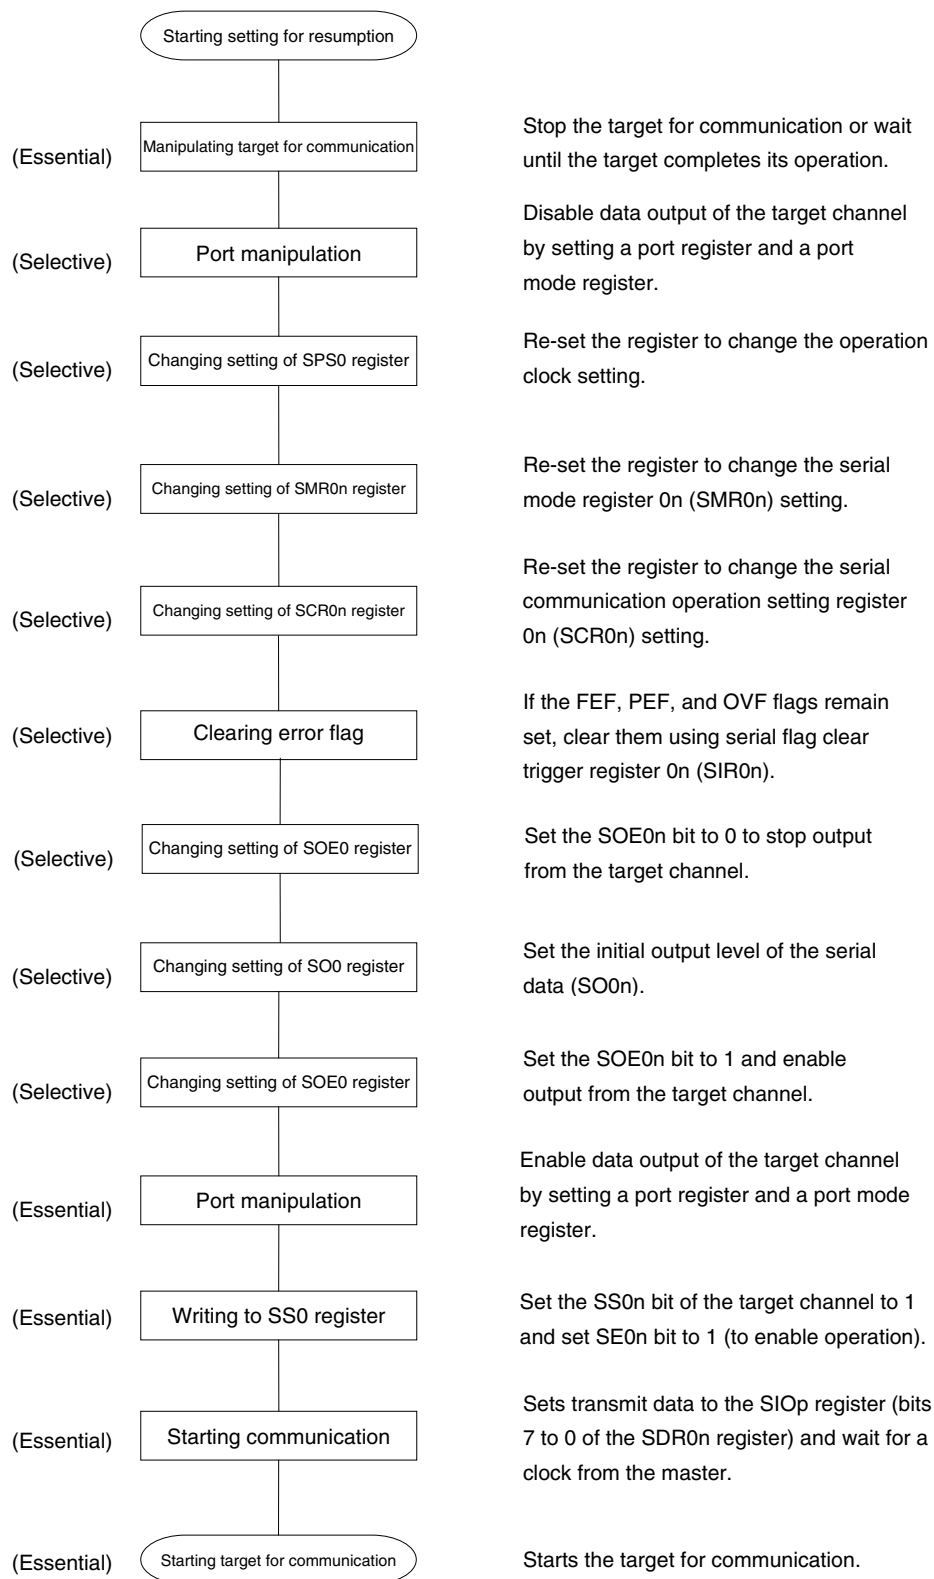 Starting setting for resumption
(Essential)
Manipulating target for communication
Stop the target for communication or wait
until the target completes its operation.
(Selective)
Port manipulation
Disable data output of the target channel
by setting a port register and a port
mode register.
(Selective)
Changing setting of SPS0 register
Re-set the register to change the operation
clock setting.
(Selective)
Changing setting of SMR0n register
Re-set the register to change the serial
mode register 0n (SMR0n) setting.
(Selective)
Changing setting of SCR0n register
Re-set the register to change the serial
communication operation setting register
0n (SCR0n) setting.
(Selective)
Clearing error flag
If the FEF, PEF, and OVF flags remain
set, clear them using serial flag clear
trigger register 0n (SIR0n).
(Selective)
Changing setting of SOE0 register
Set the SOE0n bit to 0 to stop output
from the target channel.
(Selective)
Changing setting of SO0 register
Set the initial output level of the serial
data (SO0n).
(Selective)
Changing setting of SOE0 register
Set the SOE0n bit to 1 and enable
output from the target channel.
(Essential)
Port manipulation
Enable data output of the target channel
by setting a port register and a port mode
register.
(Essential)
Writing to SS0 register
Set the SS0n bit of the target channel to 1
and set SE0n bit to 1 (to enable operation).
(Essential)
Starting communication
Sets transmit data to the SIOp register (bits
7 to 0 of the SDR0n register) and wait for a
clock from the master.
(Essential)
Starting target for communication
Starts the target for communication.